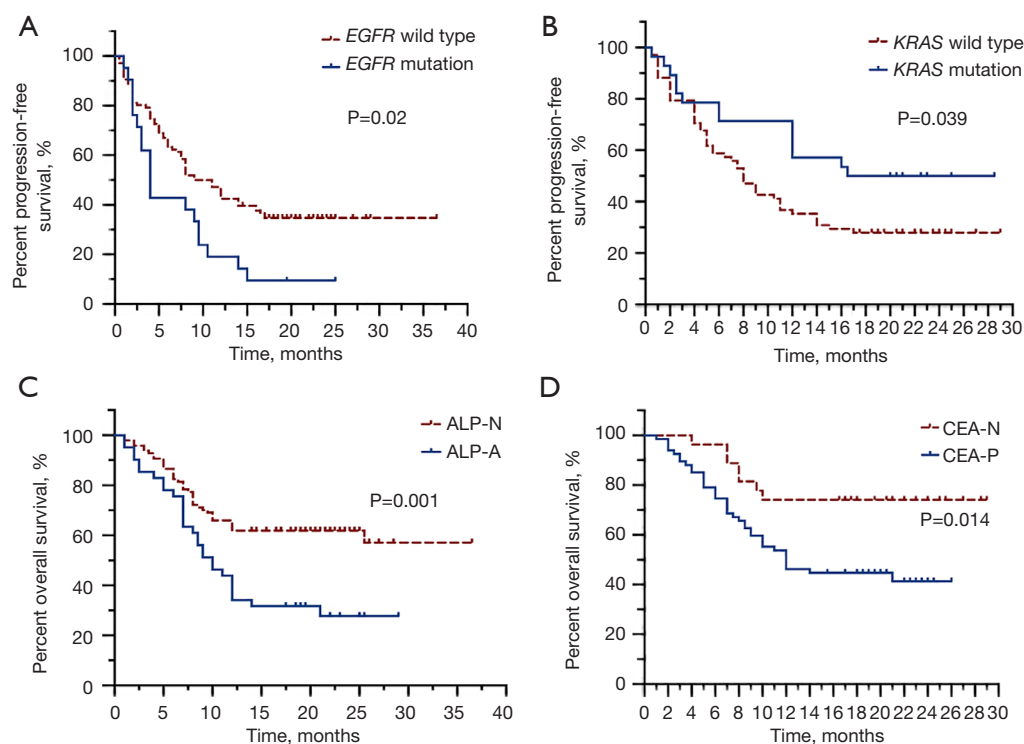 A
EGFR wild type
EGFR mutation
P=0.02
Percent progression-free
survival, %
100
80
60
40
20
0
0 5 10 15 20 25 30 35 40
Time, months
B
KRAS wild type
KRAS mutation
P=0.039
Percent progression-free
survival, %
100
80
60
40
20
0
0 2 4 6 8 10 12 14 16 18 20 22 24 26 28 30
Time, months
C
ALP-N
ALP-A
P=0.001
Percent overall survival, %
100
80
60
40
20
0
0 5 10 15 20 25 30 35 40
Time, months
D
CEA-N
CEA-P
P=0.014
Percent overall survival, %
100
80
60
40
20
0
0 2 4 6 8 10 12 14 16 18 20 22 24 26 28 30
Time, months